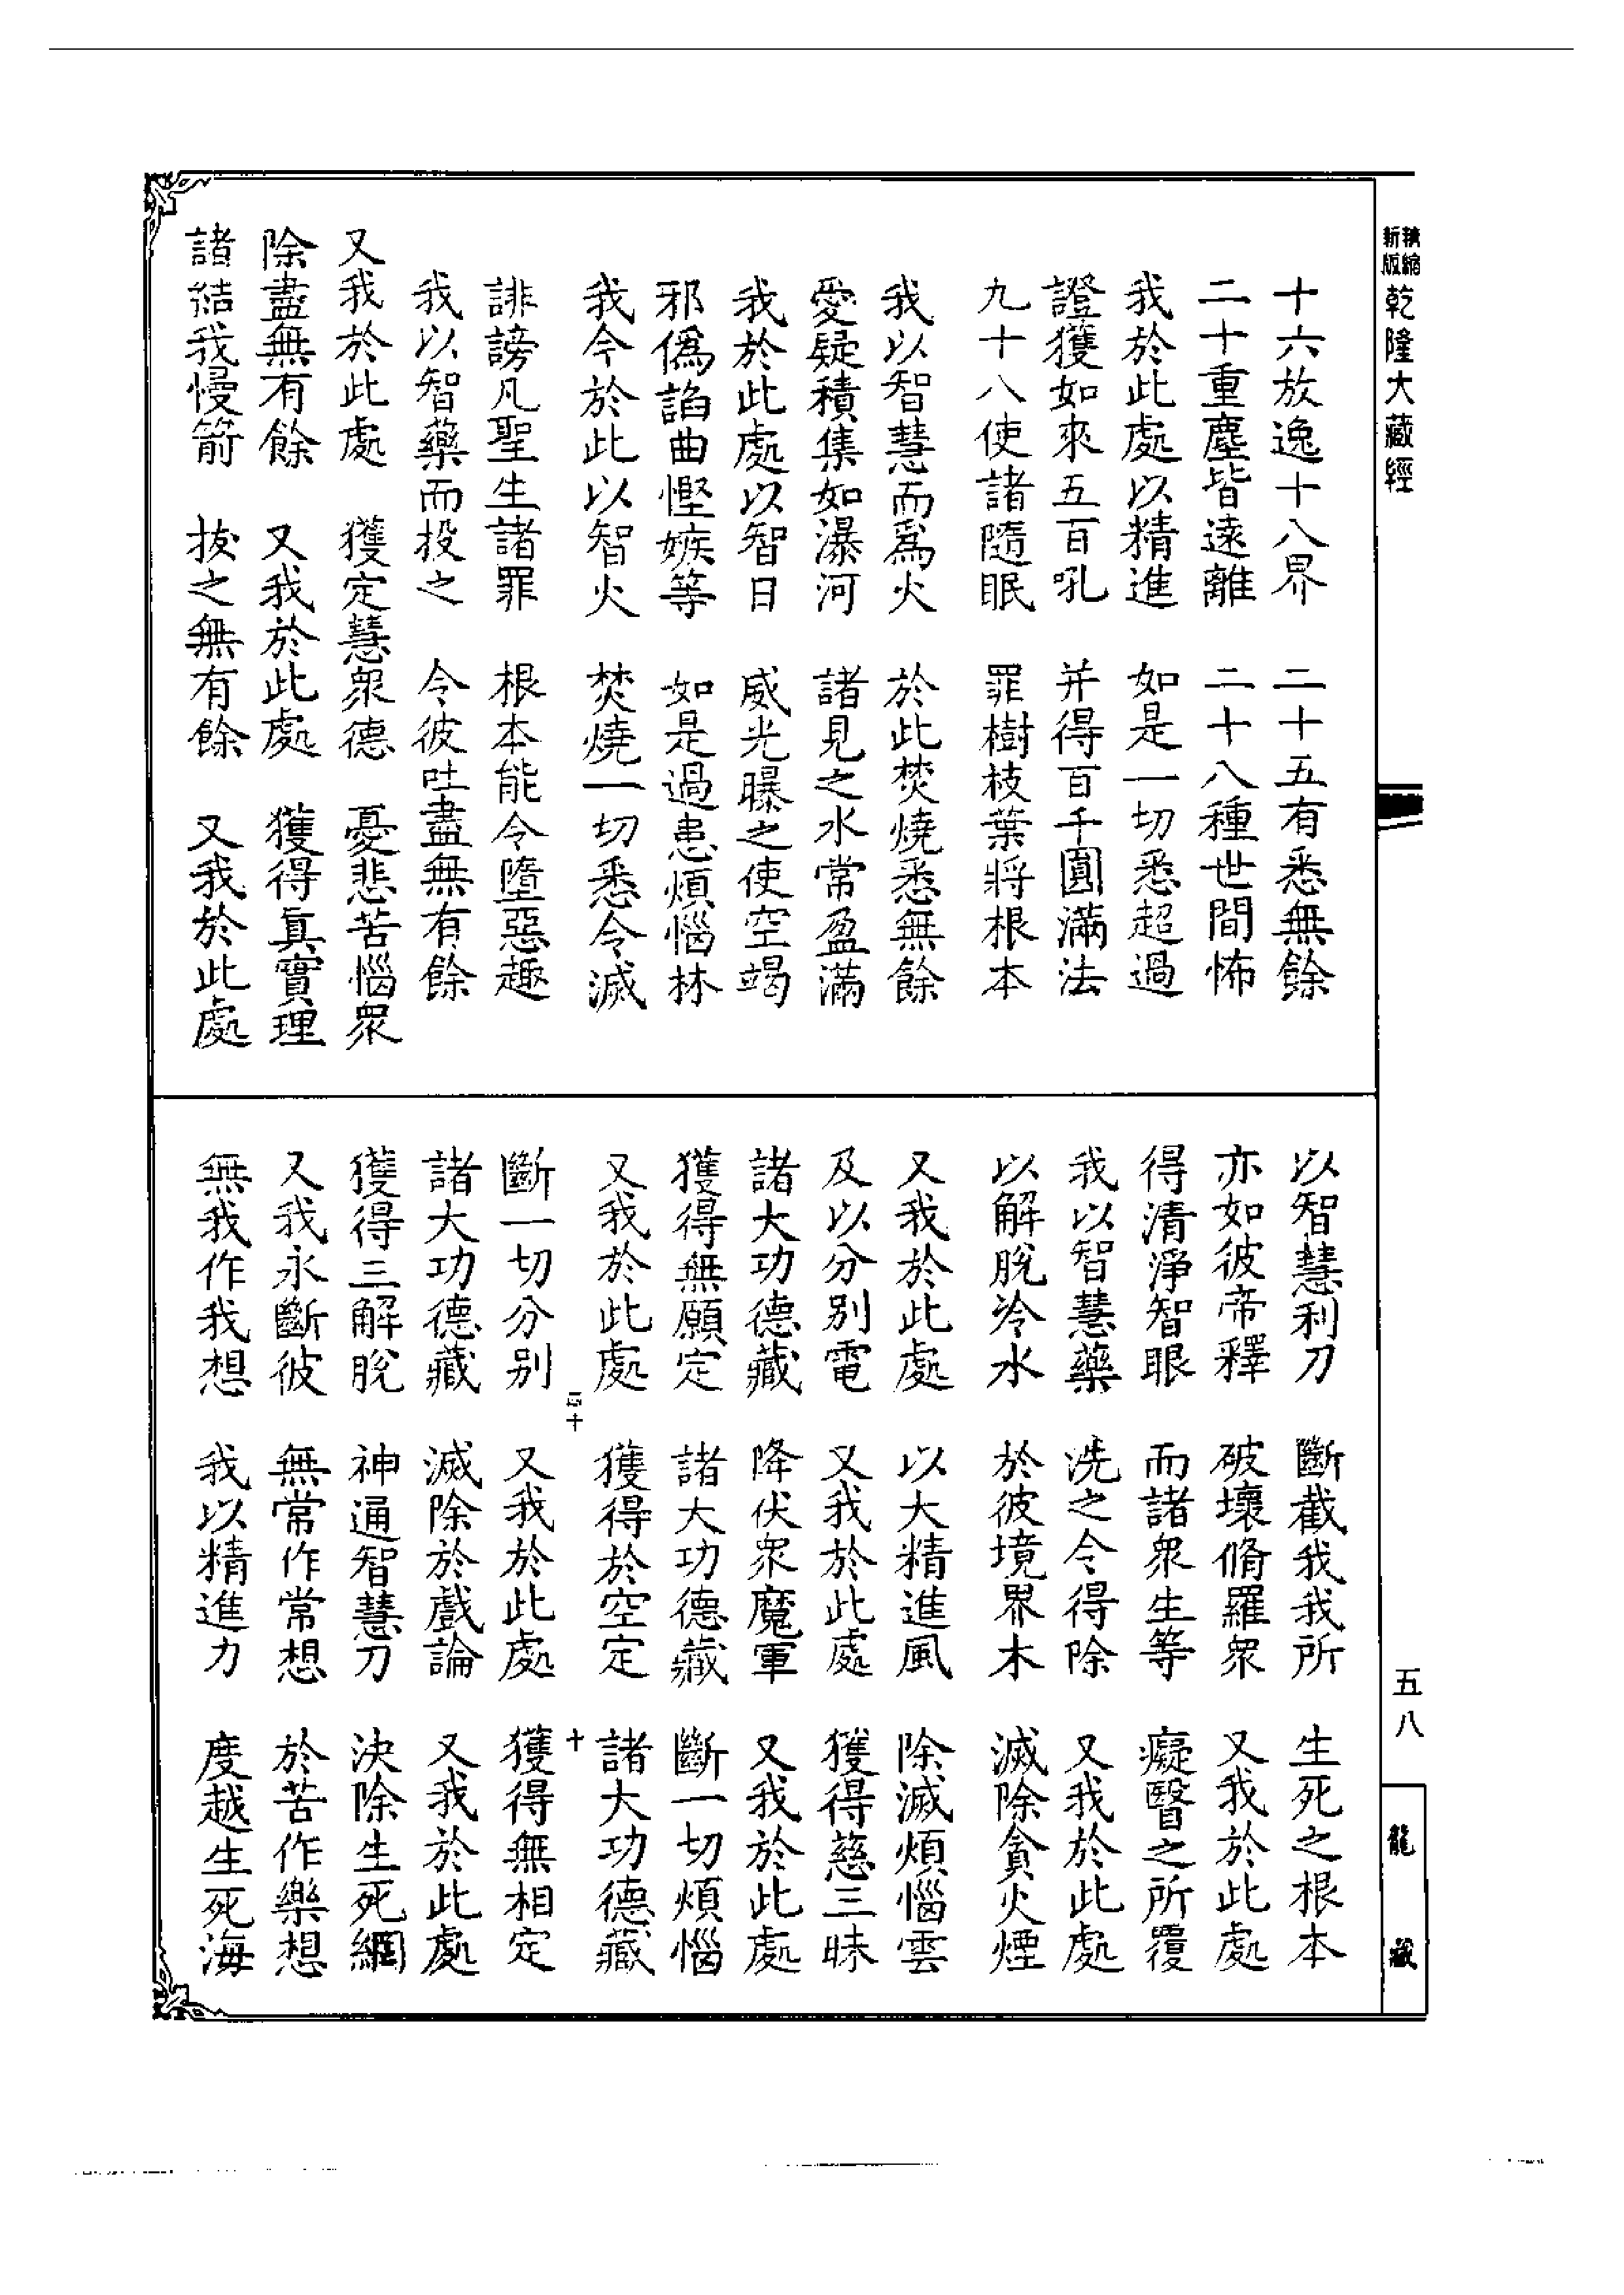 精縮新版乾隆大藏經
十六放逸十八界　二十五有悉無餘
二十重塵皆遠離　二十八種世間怖
我於此處以精進　如是一切悉超過
證獲如來五百吼　并得百千圓滿法
九十八使諸隨眠　罪樹枝葉將根本
我以智慧而爲火　於此焚燒悉無餘
愛疑積集如瀑河　諸見之水常盈滿
我於此處以智日　威光曝之使空竭
邪僞諂曲慳嫉等　如是過患煩惱林
我今於此以智火　焚燒一切悉令滅
誹謗凡聖生諸罪　根本能令墮惡趣
我以智藥而投之　令彼吐盡無有餘
又我於此處　獲定慧衆德　憂悲苦惱衆
除盡無有餘　又我於此處　獲得眞實理
諸結我慢箭　拔之無有餘　又我於此處
以智慧利刀　斷截我我所　生死之根本
亦如彼帝釋　破壞脩羅衆　又我於此處
得清淨智眼　而諸衆生等　癡翳之所覆
我以智慧藥　洗之令得除　又我於此處
以解脫冷水　於彼境界木　滅除貪火煙
又我於此處　以大精進風　除滅煩惱雲
及以分別電　又我於此處　獲得慈三昧
諸大功德藏　降伏衆魔軍　又我於此處
獲得無願定　諸大功德藏　斷一切煩惱
又我於此處　獲得於空定　諸大功德藏
斷一切分別　又我於此處　獲得無相定
諸大功德藏　滅除於戲論　又我於此處
獲得三解脫　神通智慧刀　決除生死網
又我永斷彼　無常作常想　於苦作樂想
無我作我想　我以精進力　度越生死海
五八
龍藏